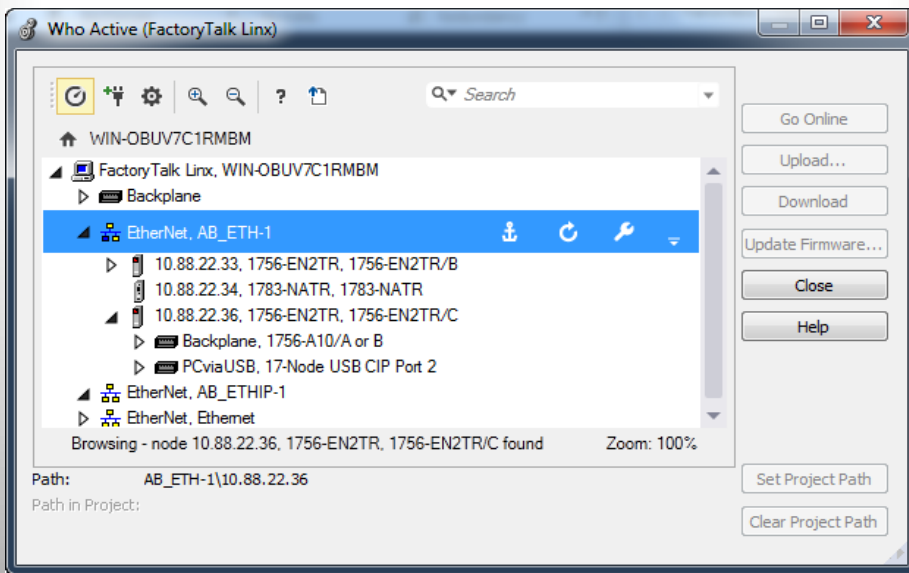 Who Active (FactoryTalk Linx)
? Search
WIN-OBUV7C1RMBM
FactoryTalk Linx, WIN-OBUV7C1RMBM
Backplane
EtherNet, AB_ETH-1
10.88.22.33, 1756-EN2TR, 1756-EN2TR/B
10.88.22.34, 1783-NATR, 1783-NATR
10.88.22.36, 1756-EN2TR, 1756-EN2TR/C
Backplane, 1756-A10/A or B
PCviaUSB, 17-Node USB CIP Port 2
EtherNet, AB_ETHIP-1
EtherNet, Ethernet
Browsing - node 10.88.22.36, 1756-EN2TR, 1756-EN2TR/C found Zoom: 100%
Path: AB_ETH-1\10.88.22.36
Path in Project:
Go Online
Upload...
Download
Update Firmware...
Close
Help
Set Project Path
Clear Project Path